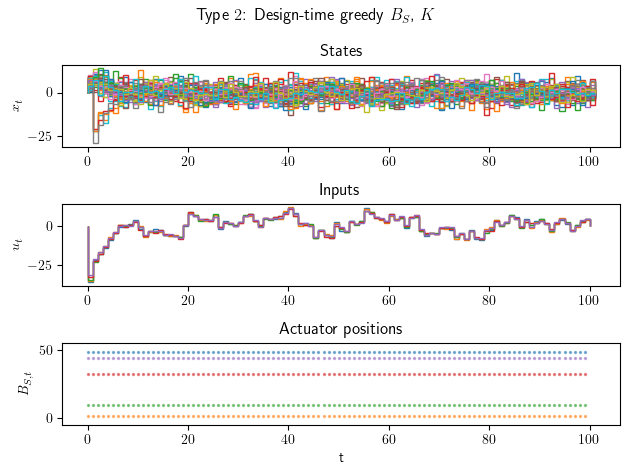 Type 2: Design-time greedy B_S, K
States
x_t
0
−25
0 20 40 60 80 100
Inputs
u_t
0
−25
0 20 40 60 80 100
Actuator positions
B_{S,t}
50
0
0 20 40 60 80 100
t